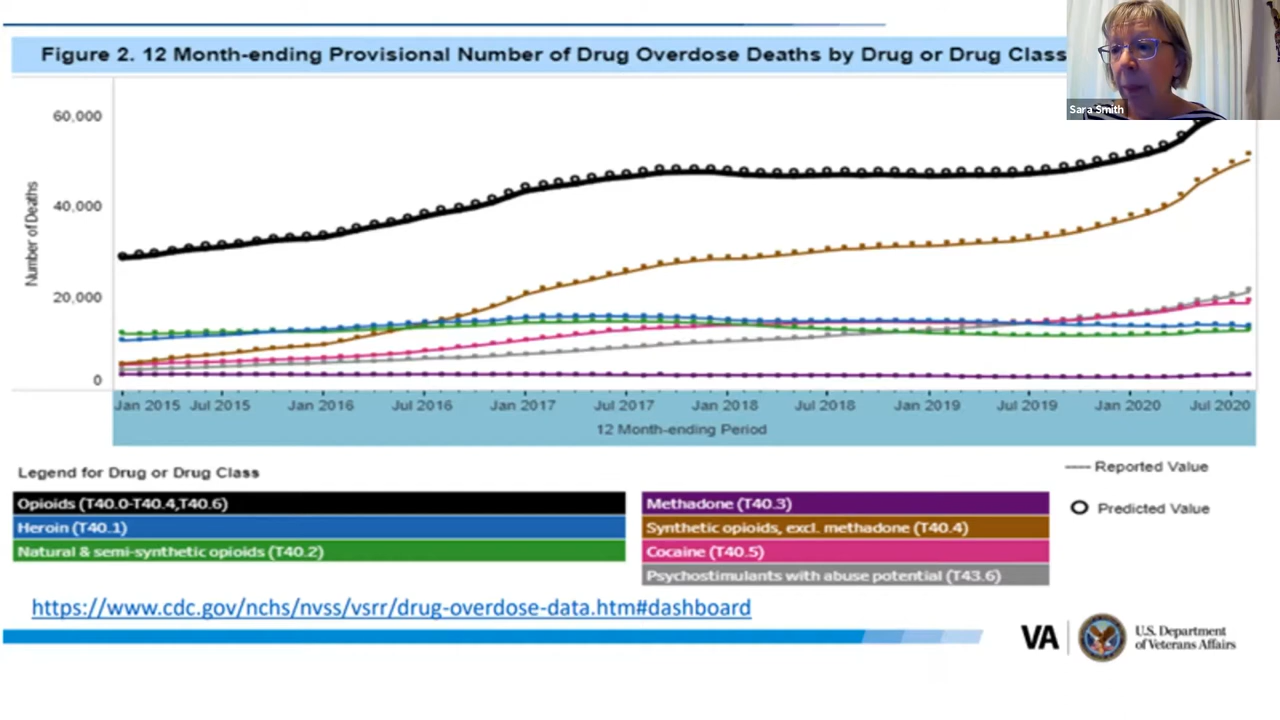 Figure 2. 12 Month-ending Provisional Number of Drug Overdose Deaths by Drug or Drug Class
Sara Smith
60,000
40,000
20,000
0
Number of Deaths
Jan 2015 Jul 2015 Jan 2016 Jul 2016 Jan 2017 Jul 2017 Jan 2018 Jul 2018 Jan 2019 Jul 2019 Jan 2020 Jul 2020
12 Month-ending Period
Legend for Drug or Drug Class
Opioids (T40.0-T40.4,T40.6)
Heroin (T40.1)
Natural & semi-synthetic opioids (T40.2)
Methadone (T40.3)
Synthetic opioids, excl. methadone (T40.4)
Cocaine (T40.5)
Psychostimulants with abuse potential (T43.6)
Reported Value
Predicted Value
https://www.cdc.gov/nchs/nvss/vsrr/drug-overdose-data.htm#dashboard
VA
U.S. Department
of Veterans Affairs